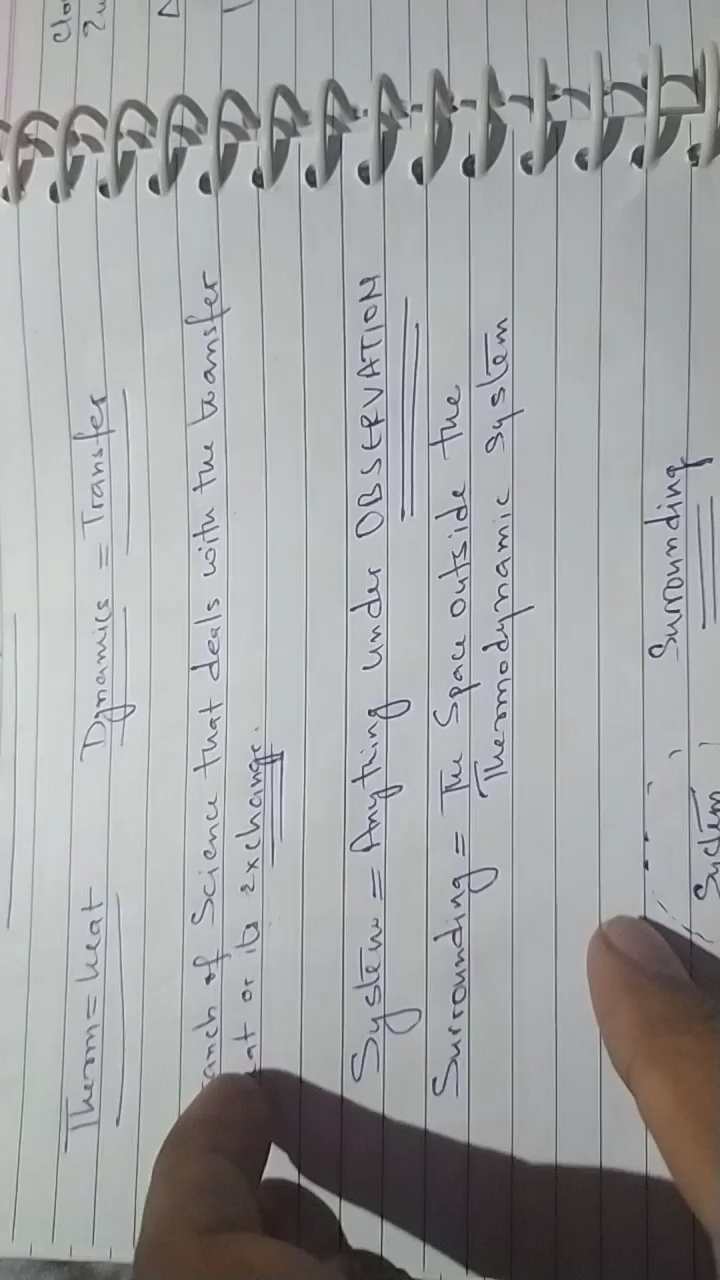 Therm = heat Dynamics = Transfer
of Science that deals with the transfer
or its exchange.
System = Anything under OBSERVATION
Surrounding = The Space outside the
Thermodynamic system
Surrounding
System